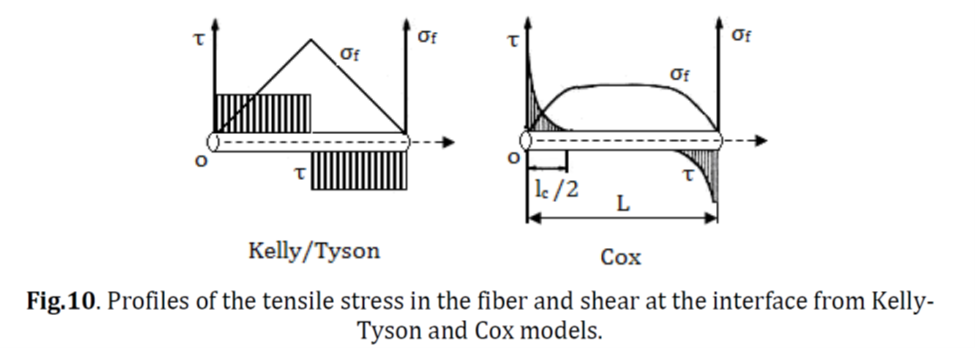 τ σf τ σf
σf σf
O τ O τ
lc/2
L
Kelly/Tyson Cox
Fig.10. Profiles of the tensile stress in the fiber and shear at the interface from Kelly-
Tyson and Cox models.